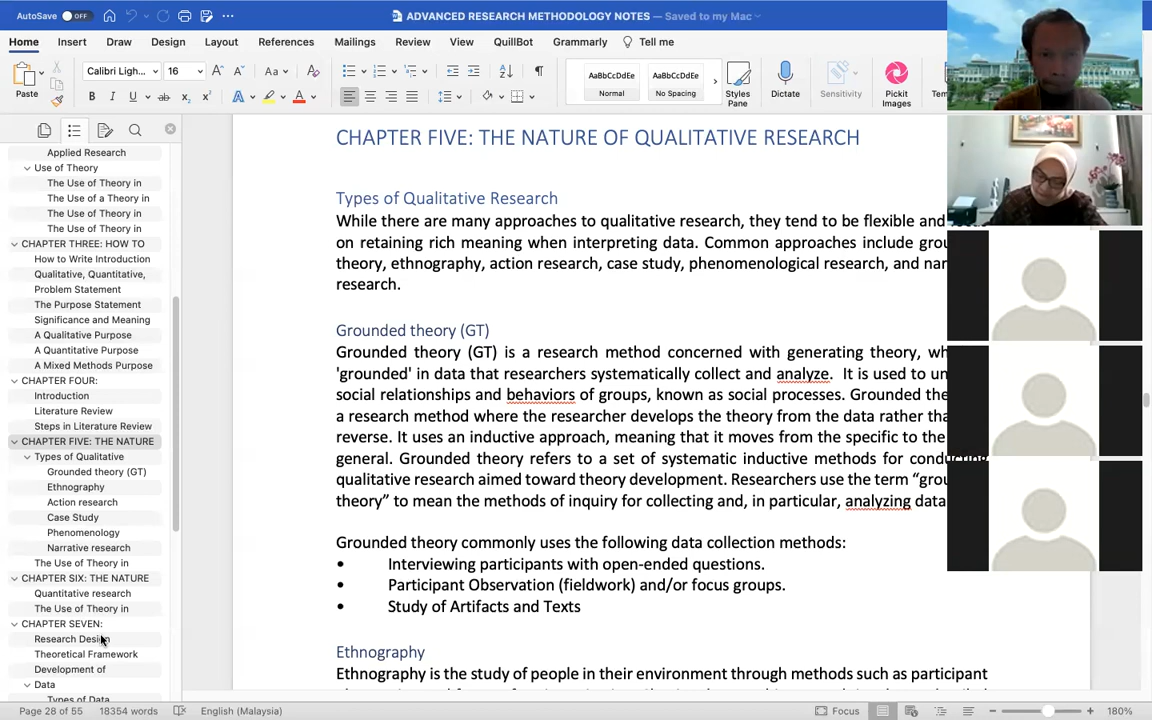 AutoSave OFF
ADVANCED RESEARCH METHODOLOGY NOTES — Saved to my Mac
Home Insert Draw Design Layout References Mailings Review View QuillBot Grammarly Tell me
Paste
Calibri Ligh... 16
AaBbCcDdEe
Normal
AaBbCcDdEe
No Spacing
Styles Pane
Dictate
Sensitivity
Pickit Images
Applied Research
Use of Theory
The Use of Theory in
The Use of a Theory in
The Use of Theory in
The Use of Theory in
CHAPTER THREE: HOW TO
How to Write Introduction
Qualitative, Quantitative,
Problem Statement
The Purpose Statement
Significance and Meaning
A Qualitative Purpose
A Quantitative Purpose
A Mixed Methods Purpose
CHAPTER FOUR:
Introduction
Literature Review
Steps in Literature Review
CHAPTER FIVE: THE NATURE
Types of Qualitative
Grounded theory (GT)
Ethnography
Action research
Case Study
Phenomenology
Narrative research
The Use of Theory in
CHAPTER SIX: THE NATURE
Quantitative research
The Use of Theory in
CHAPTER SEVEN:
Research Design
Theoretical Framework
Development of
Data
Types of Data
CHAPTER FIVE: THE NATURE OF QUALITATIVE RESEARCH
Types of Qualitative Research
While there are many approaches to qualitative research, they tend to be flexible and
on retaining rich meaning when interpreting data. Common approaches include
theory, ethnography, action research, case study, phenomenological research, and
research.
Grounded theory (GT)
Grounded theory (GT) is a research method concerned with generating theory,
'grounded' in data that researchers systematically collect and analyze. It is used to
social relationships and behaviors of groups, known as social processes. Grounded
a research method where the researcher develops the theory from the data rather
reverse. It uses an inductive approach, meaning that it moves from the specific to the
general. Grounded theory refers to a set of systematic inductive methods for conducting
qualitative research aimed toward theory development. Researchers use the term
theory” to mean the methods of inquiry for collecting and, in particular, analyzing data
Grounded theory commonly uses the following data collection methods:
• Interviewing participants with open-ended questions.
• Participant Observation (fieldwork) and/or focus groups.
• Study of Artifacts and Texts
Ethnography
Ethnography is the study of people in their environment through methods such as participant
Page 28 of 55 18354 words English (Malaysia) Focus 180%